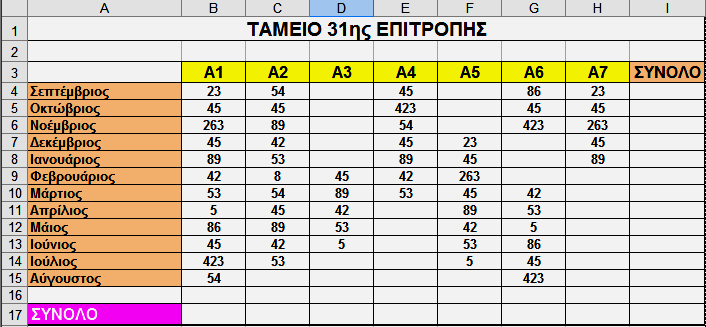 A B C D E F G H I
1 ΤΑΜΕΙΟ 31ης ΕΠΙΤΡΟΠΗΣ
2
3 A1 A2 A3 A4 A5 A6 A7 ΣΥΝΟΛΟ
4 Σεπτέμβριος 23 54 45 86 23
5 Οκτώβριος 45 45 423 45 45
6 Νοέμβριος 263 89 54 423 263
7 Δεκέμβριος 45 42 45 23 45
8 Ιανουάριος 89 53 89 45 89
9 Φεβρουάριος 42 8 45 42 263
10 Μάρτιος 53 54 89 53 45 42
11 Απρίλιος 5 45 42 89 53
12 Μάιος 86 89 53 42 5
13 Ιούνιος 45 42 5 53 86
14 Ιούλιος 423 53 5 45
15 Αύγουστος 54 423
16
17 ΣΥΝΟΛΟ